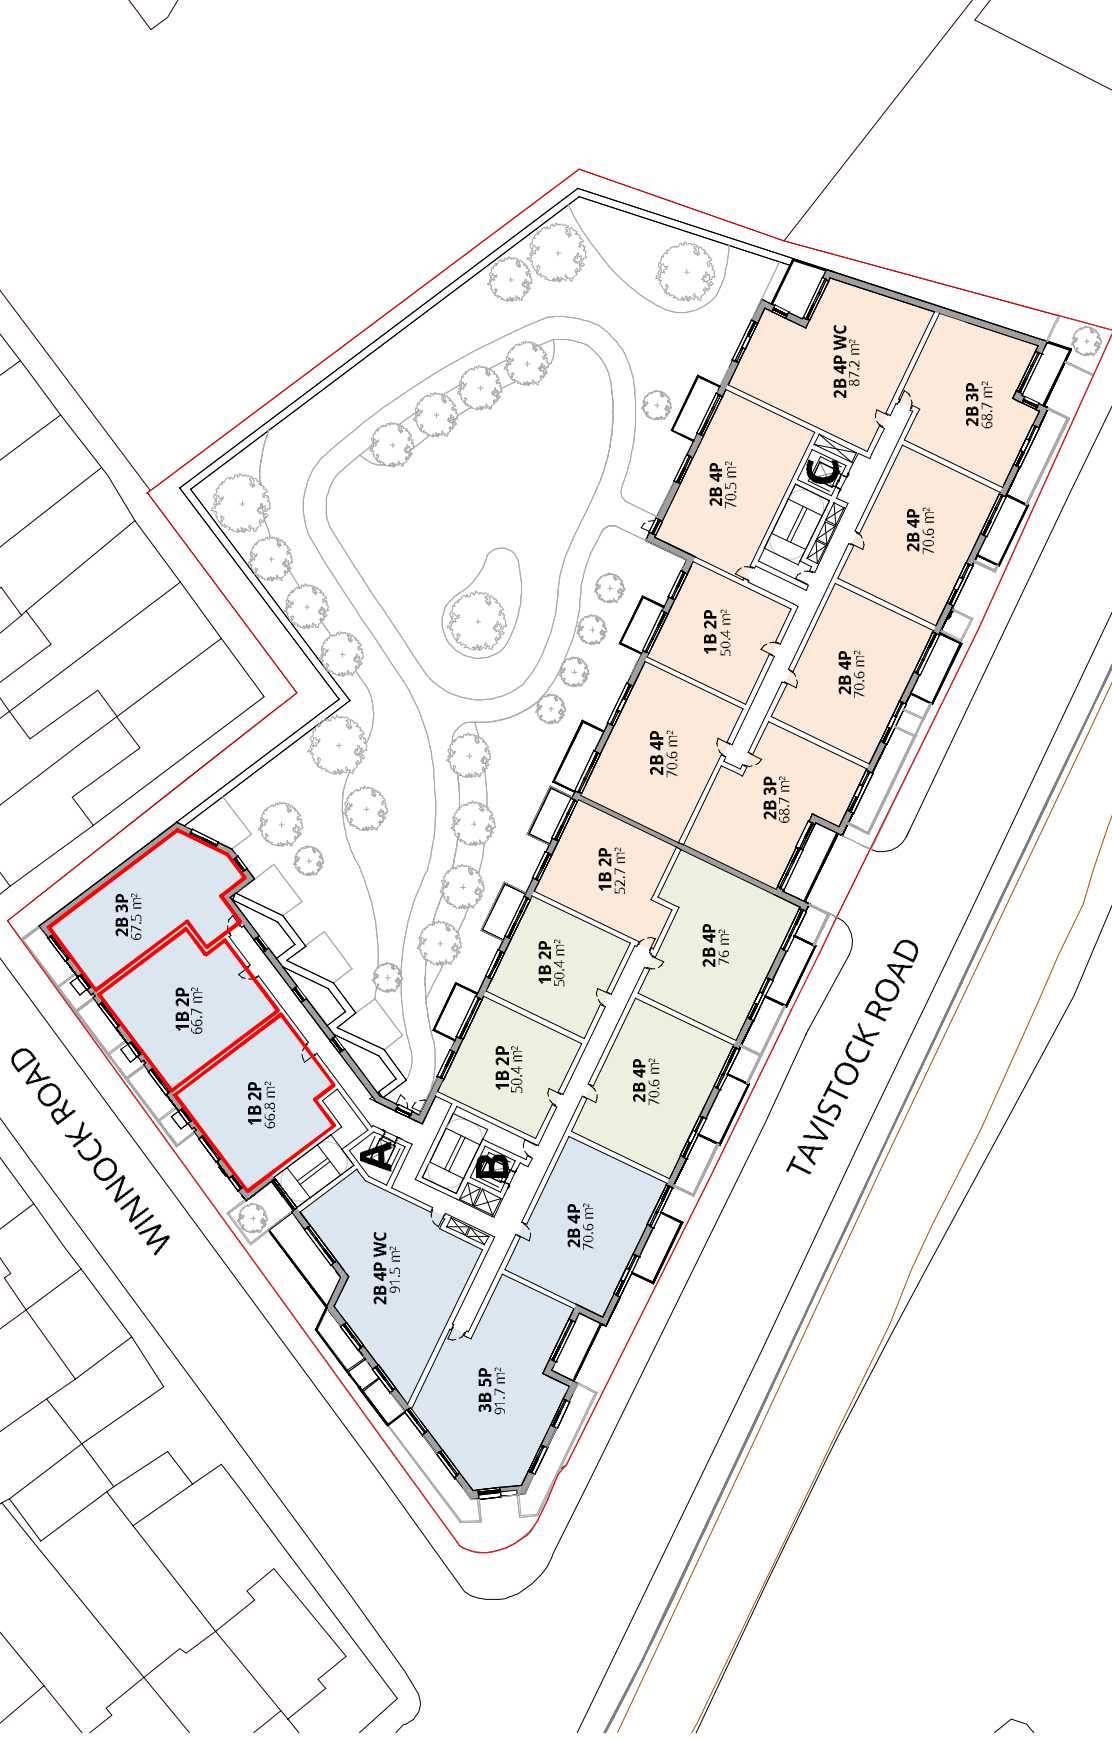 2B 4P WC
87.2 m²
2B 3P
68.7 m²
2B 4P
70.5 m²
C
2B 4P
70.6 m²
1B 2P
50.4 m²
2B 4P
70.6 m²
2B 4P
70.6 m²
2B 3P
68.7 m²
1B 2P
52.7 m²
2B 3P
67.5 m²
2B 4P
76 m²
1B 2P
50.4 m²
1B 2P
66.7 m²
1B 2P
50.4 m²
2B 4P
70.6 m²
1B 2P
66.8 m²
A
B
2B 4P
70.6 m²
2B 4P WC
91.5 m²
3B 5P
91.7 m²
WINNOCK ROAD
TAVISTOCK ROAD